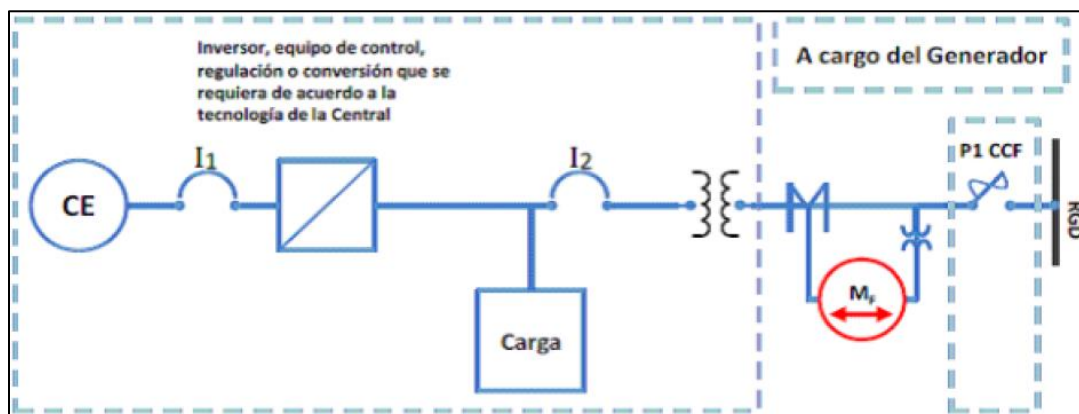 Inversor, equipo de control,
regulación o conversión que se
requiera de acuerdo a la
tecnología de la Central
A cargo del Generador
CE
I1
I2
P1 CCF
RGD
MF
Carga